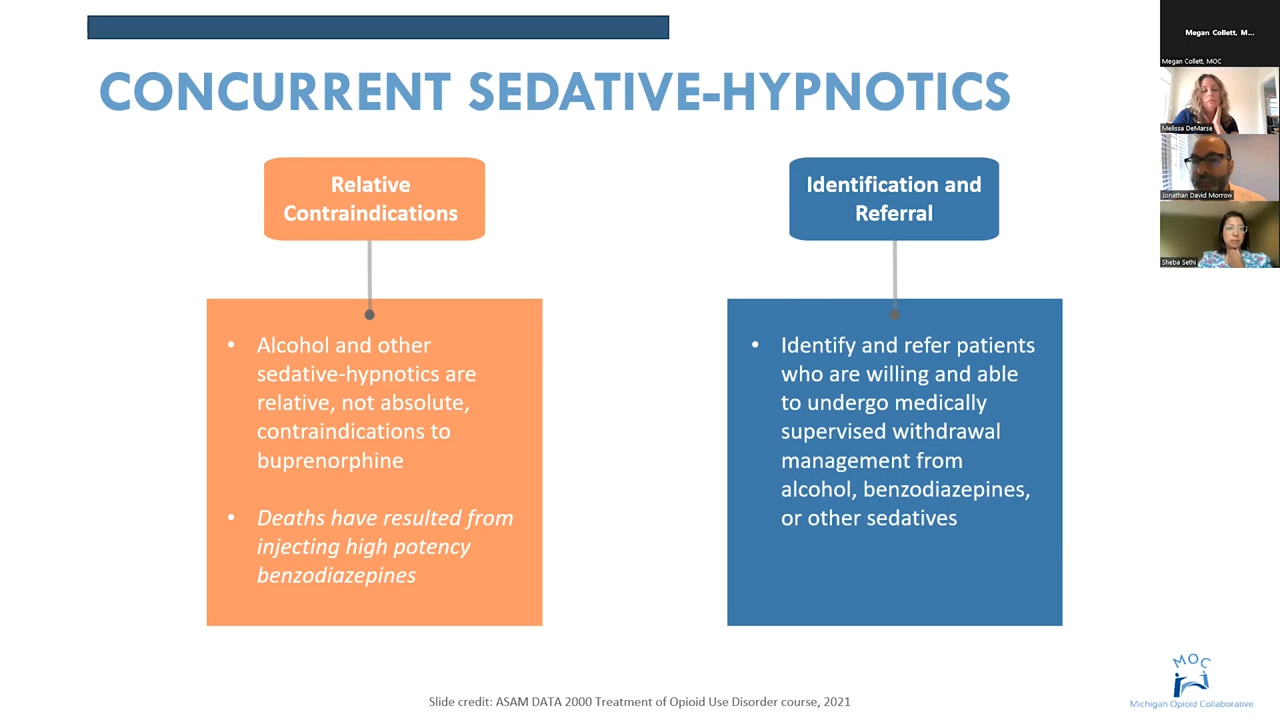 CONCURRENT SEDATIVE-HYPNOTICS
Relative
Contraindications
• Alcohol and other
sedative-hypnotics are
relative, not absolute,
contraindications to
buprenorphine
• Deaths have resulted from
injecting high potency
benzodiazepines
Identification and
Referral
• Identify and refer patients
who are willing and able
to undergo medically
supervised withdrawal
management from
alcohol, benzodiazepines,
or other sedatives
Slide credit: ASAM DATA 2000 Treatment of Opioid Use Disorder course, 2021
MOC
Michigan Opioid Collaborative
Megan Collett, M...
Megan Collett, MOC
Melissa DeMarse
Jonathan David Morrow
Sheba Sethi